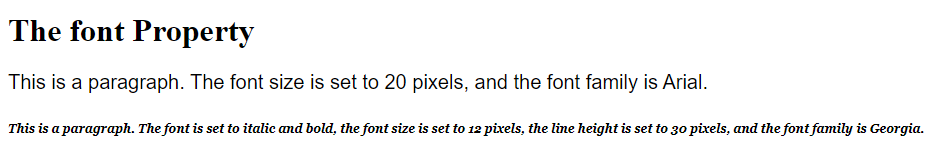 The font Property
This is a paragraph. The font size is set to 20 pixels, and the font family is Arial.
This is a paragraph. The font is set to italic and bold, the font size is set to 12 pixels, the line height is set to 30 pixels, and the font family is Georgia.